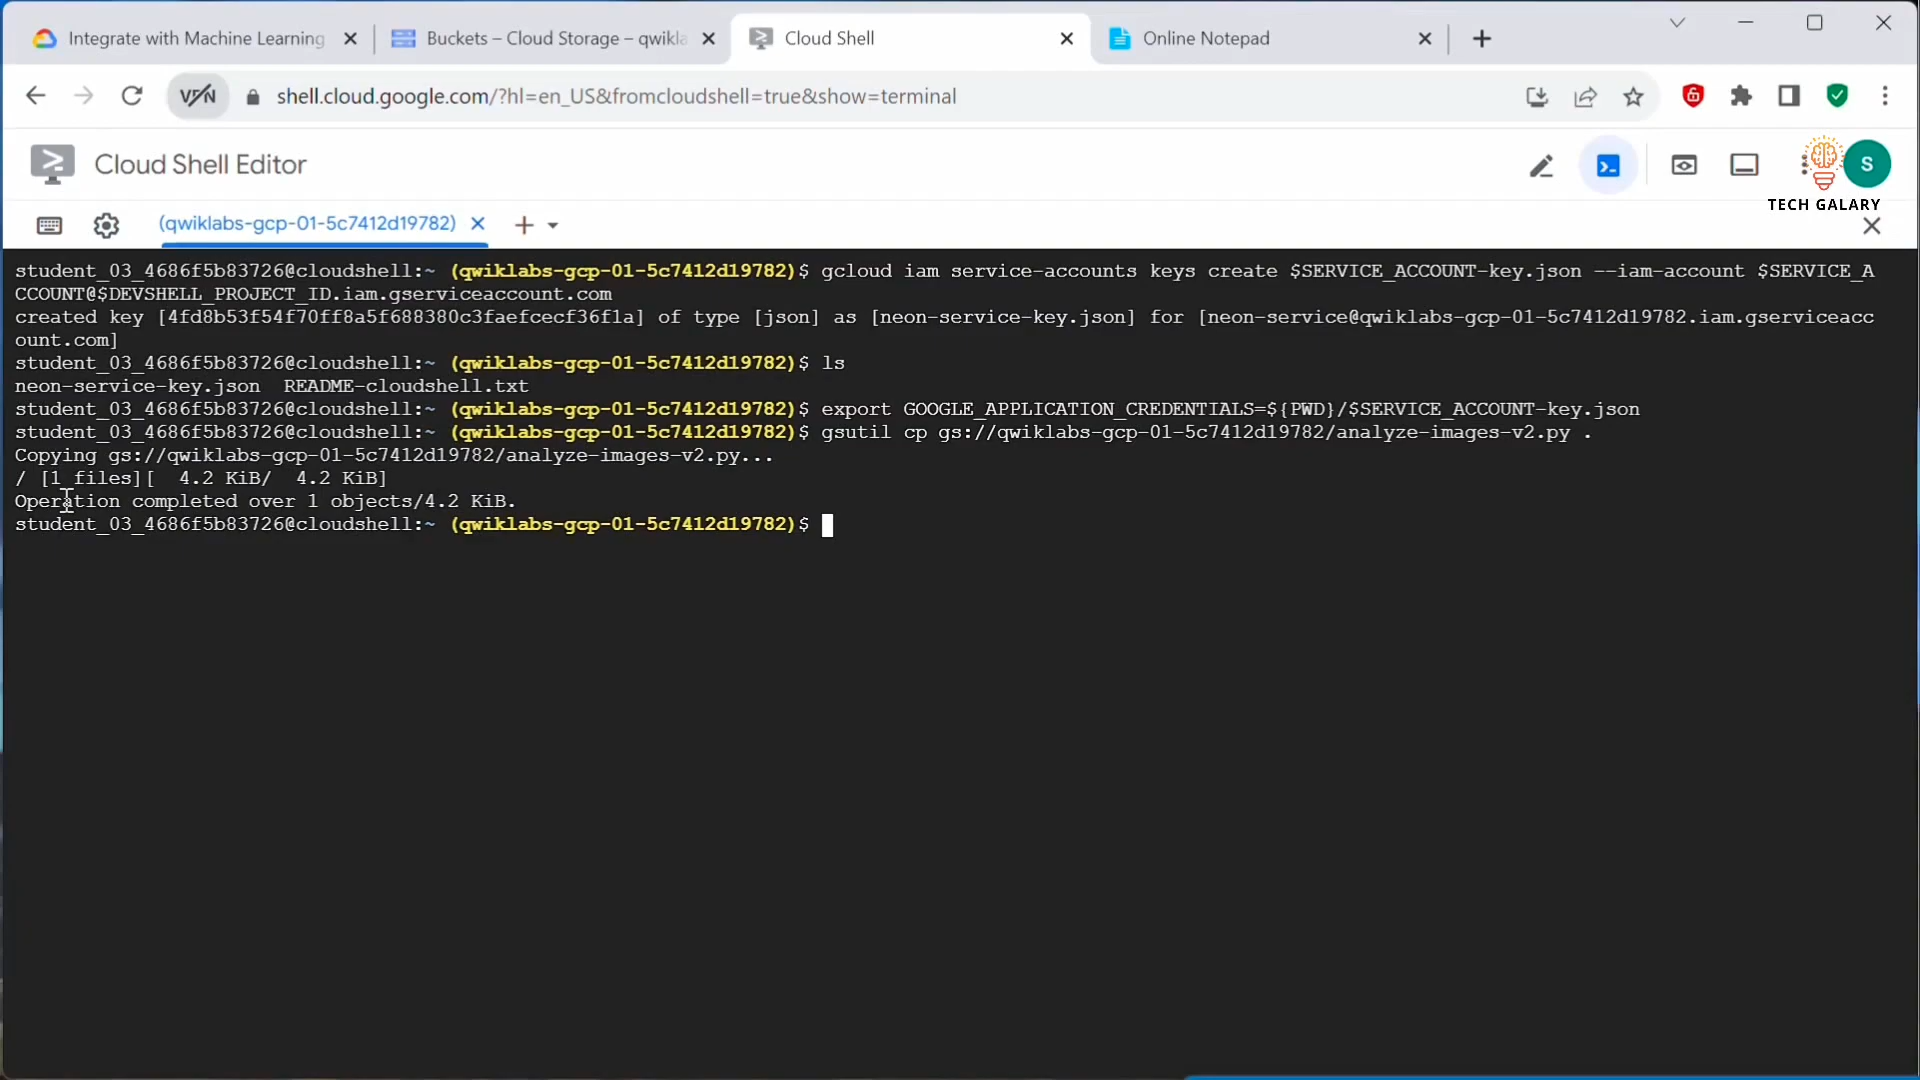 Integrate with Machine Learning
Buckets – Cloud Storage – qwikla
Cloud Shell
Online Notepad
VPN
shell.cloud.google.com/?hl=en_US&fromcloudshell=true&show=terminal
Cloud Shell Editor
S
TECH GALARY
(qwiklabs-gcp-01-5c7412d19782)
student_03_4686f5b83726@cloudshell:~ (qwiklabs-gcp-01-5c7412d19782)$ gcloud iam service-accounts keys create $SERVICE_ACCOUNT-key.json --iam-account $SERVICE_A
CCOUNT@$DEVSHELL_PROJECT_ID.iam.gserviceaccount.com
created key [4fd8b53f54f70ff8a5f688380c3faefcecf36f1a] of type [json] as [neon-service-key.json] for [neon-service@qwiklabs-gcp-01-5c7412d19782.iam.gserviceacc
ount.com]
student_03_4686f5b83726@cloudshell:~ (qwiklabs-gcp-01-5c7412d19782)$ ls
neon-service-key.json  README-cloudshell.txt
student_03_4686f5b83726@cloudshell:~ (qwiklabs-gcp-01-5c7412d19782)$ export GOOGLE_APPLICATION_CREDENTIALS=${PWD}/$SERVICE_ACCOUNT-key.json
student_03_4686f5b83726@cloudshell:~ (qwiklabs-gcp-01-5c7412d19782)$ gsutil cp gs://qwiklabs-gcp-01-5c7412d19782/analyze-images-v2.py .
Copying gs://qwiklabs-gcp-01-5c7412d19782/analyze-images-v2.py...
/ [1 files][  4.2 KiB/  4.2 KiB]
Operation completed over 1 objects/4.2 KiB.
student_03_4686f5b83726@cloudshell:~ (qwiklabs-gcp-01-5c7412d19782)$